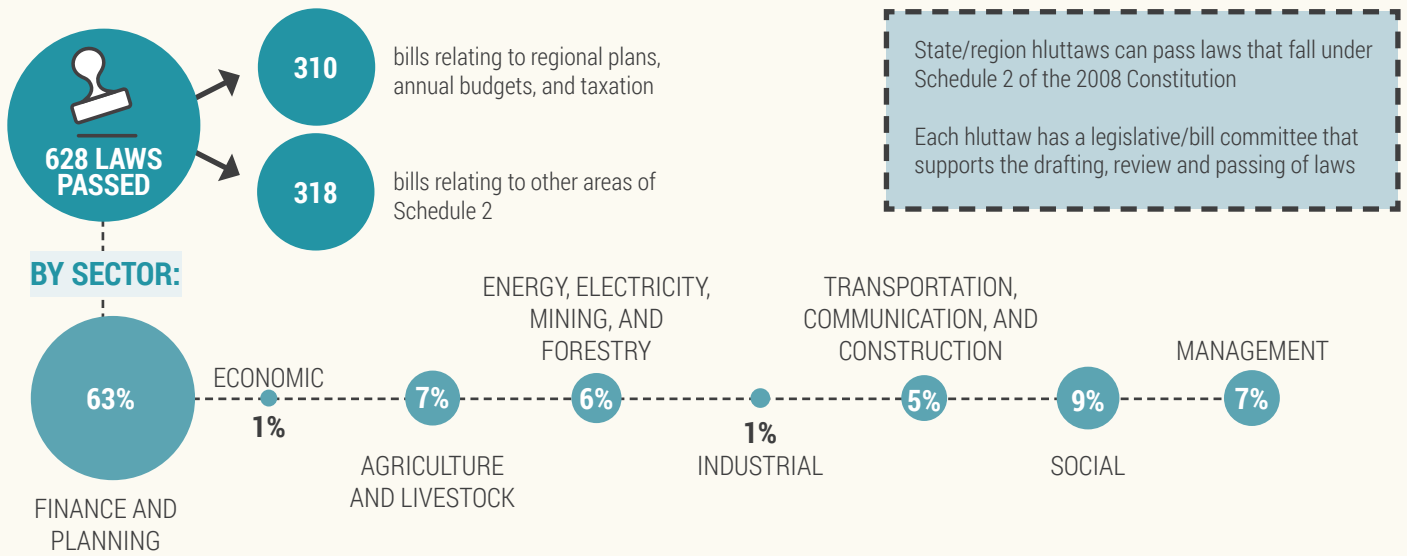 628 LAWS
PASSED
310
bills relating to regional plans,
annual budgets, and taxation
318
bills relating to other areas of
Schedule 2
State/region hluttaws can pass laws that fall under
Schedule 2 of the 2008 Constitution
Each hluttaw has a legislative/bill committee that
supports the drafting, review and passing of laws
BY SECTOR:
63%
FINANCE AND
PLANNING
ECONOMIC
1%
7%
AGRICULTURE
AND LIVESTOCK
ENERGY, ELECTRICITY,
MINING, AND
FORESTRY
6%
1%
INDUSTRIAL
TRANSPORTATION,
COMMUNICATION, AND
CONSTRUCTION
5%
9%
SOCIAL
MANAGEMENT
7%